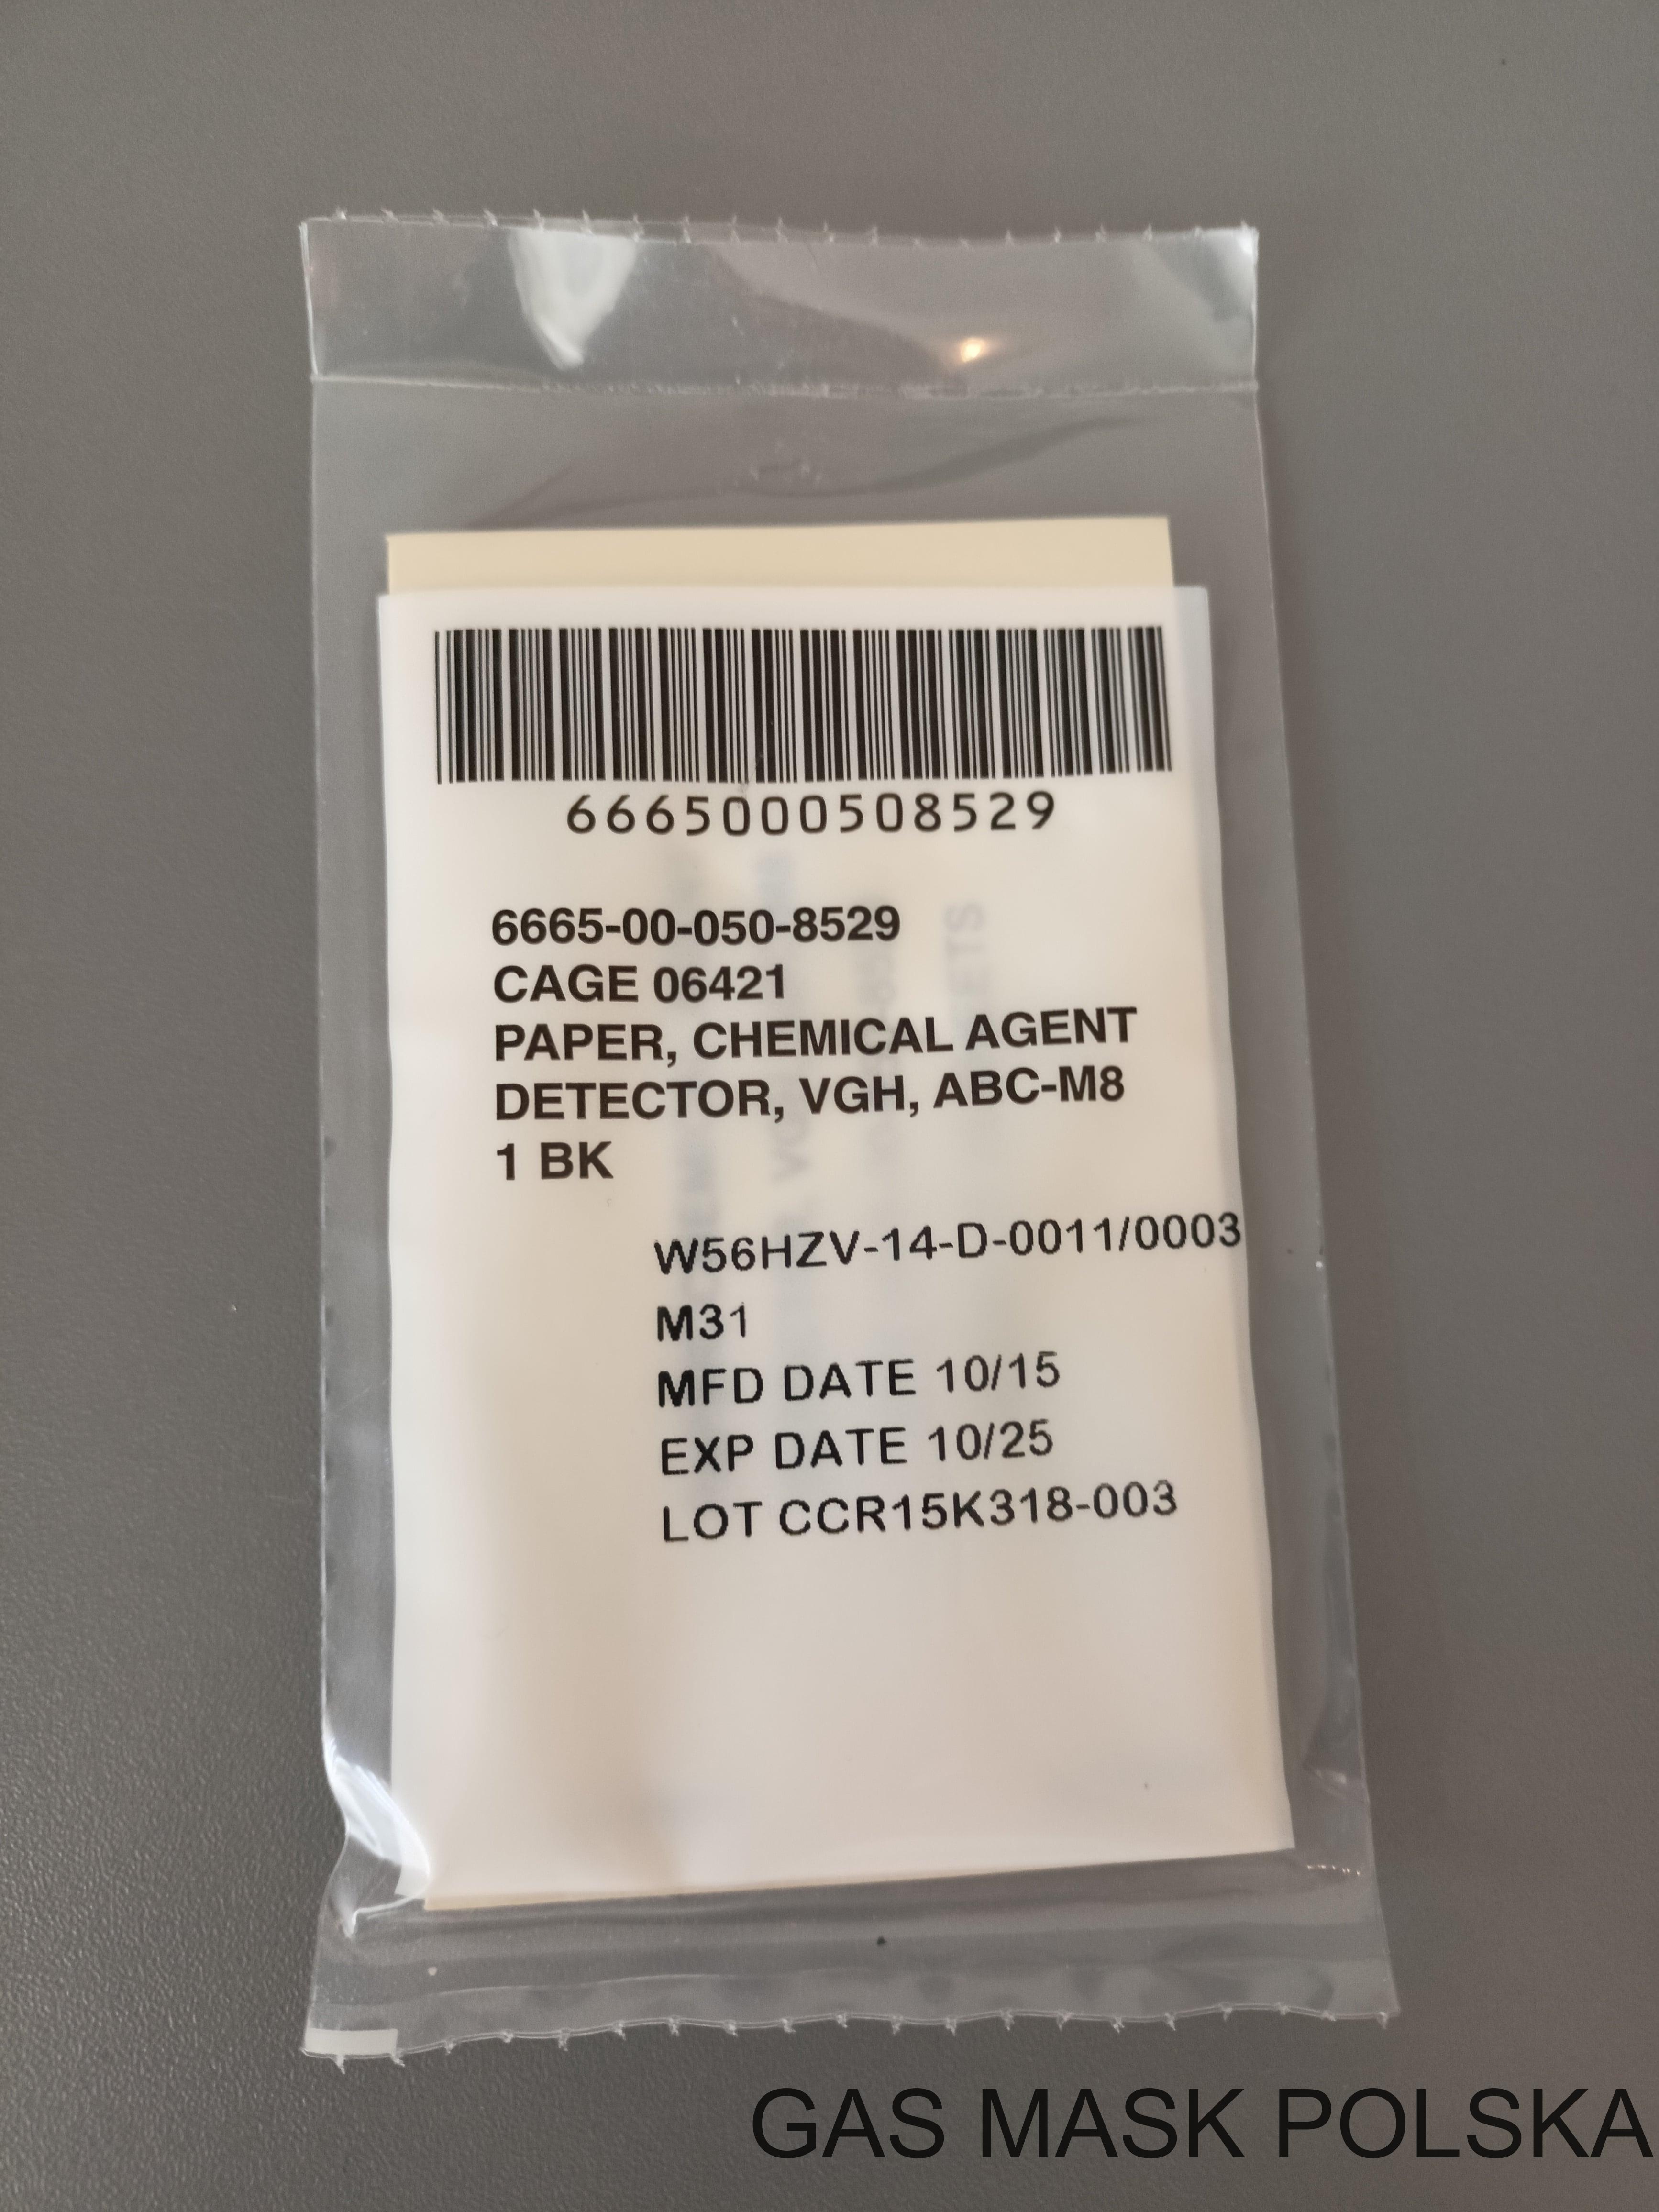 6665000508529
6665-00-050-8529
CAGE 06421
PAPER, CHEMICAL AGENT
DETECTOR, VGH, ABC-M8
1 BK
W56HZV-14-D-0011/0003
M31
MFD DATE 10/15
EXP DATE 10/25
LOT CCR15K318-003
GAS MASK POLSKA